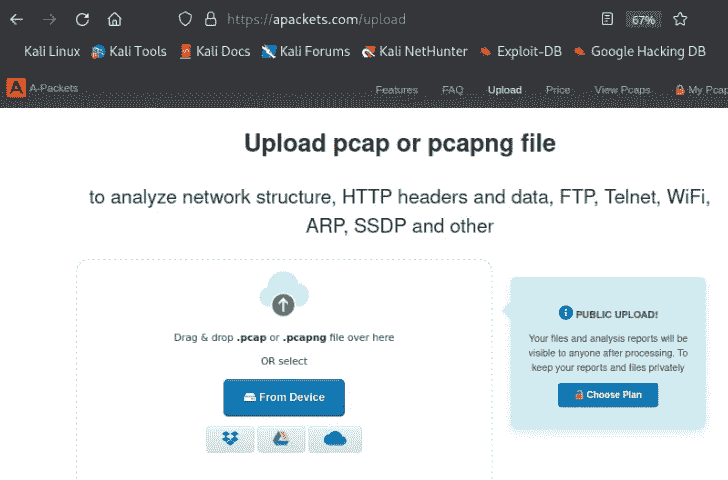 https://apackets.com/upload
67%
Kali Linux Kali Tools Kali Docs Kali Forums Kali NetHunter Exploit-DB Google Hacking DB
A A-Packets Features FAQ Upload Price View Pcaps My Pcap
Upload pcap or pcapng file
to analyze network structure, HTTP headers and data, FTP, Telnet, WiFi,
ARP, SSDP and other
Drag & drop .pcap or .pcapng file over here
OR select
From Device
PUBLIC UPLOAD!
Your files and analysis reports will be
visible to anyone after processing. To
keep your reports and files privately
Choose Plan